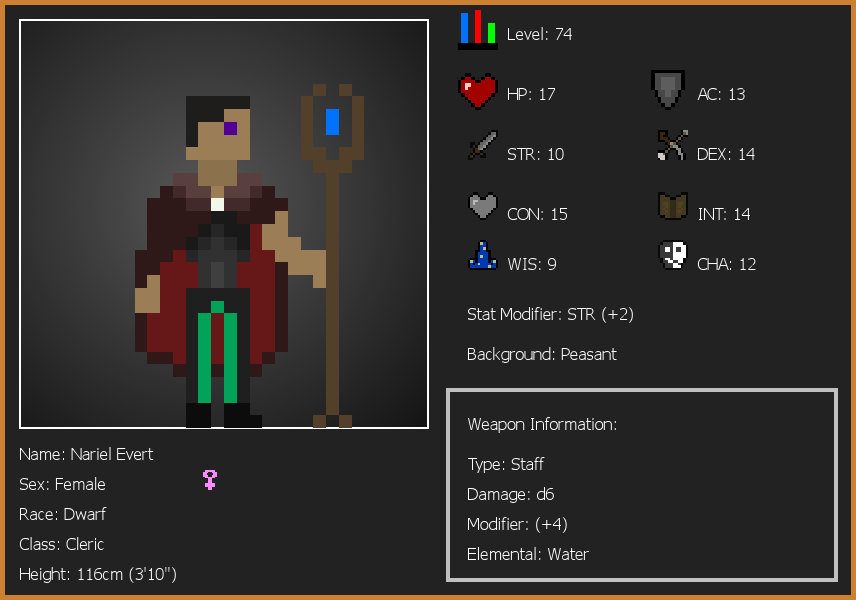 Level: 74
HP: 17
AC: 13
STR: 10
DEX: 14
CON: 15
INT: 14
WIS: 9
CHA: 12
Stat Modifier: STR (+2)
Background: Peasant
Weapon Information:
Type: Staff
Damage: d6
Modifier: (+4)
Elemental: Water
Name: Nariel Evert
Sex: Female
Race: Dwarf
Class: Cleric
Height: 116cm (3'10")